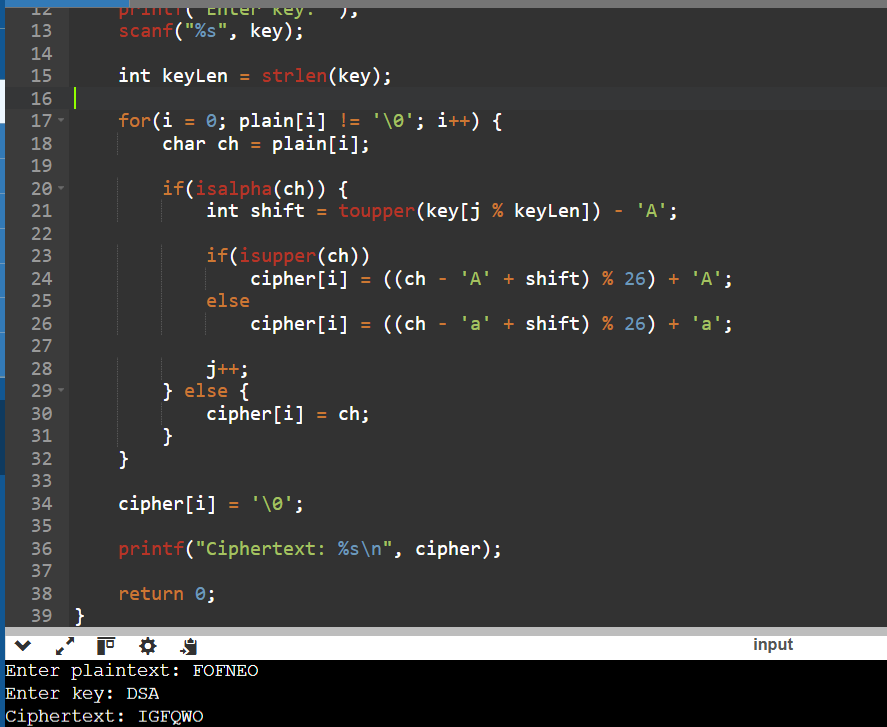 12 printf("Enter key: ");
13 scanf("%s", key);
14
15 int keyLen = strlen(key);
16
17 for(i = 0; plain[i] != '\0'; i++) {
18 char ch = plain[i];
19
20 if(isalpha(ch)) {
21 int shift = toupper(key[j % keyLen]) - 'A';
22
23 if(isupper(ch))
24 cipher[i] = ((ch - 'A' + shift) % 26) + 'A';
25 else
26 cipher[i] = ((ch - 'a' + shift) % 26) + 'a';
27
28 j++;
29 } else {
30 cipher[i] = ch;
31 }
32 }
33
34 cipher[i] = '\0';
35
36 printf("Ciphertext: %s\n", cipher);
37
38 return 0;
39 }
input
Enter plaintext: FOFNEO
Enter key: DSA
Ciphertext: IGFQWO